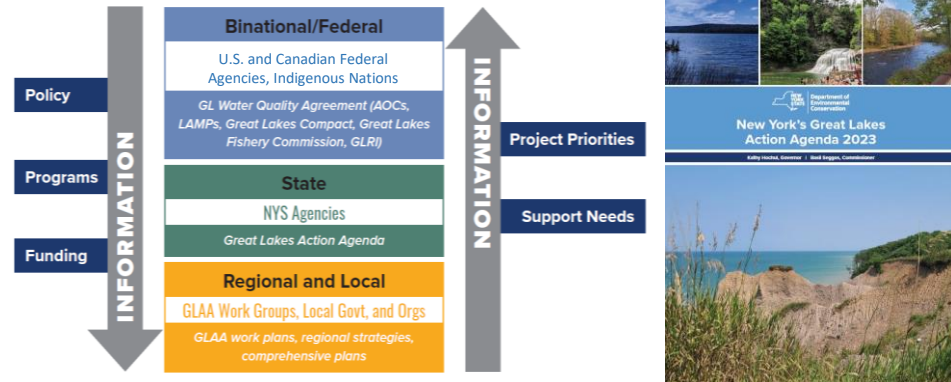 Policy
Programs
Funding
INFORMATION
Binational/Federal
U.S. and Canadian Federal
Agencies, Indigenous Nations
GL Water Quality Agreement (AOCs,
LAMPs, Great Lakes Compact, Great Lakes
Fishery Commission, GLRI)
State
NYS Agencies
Great Lakes Action Agenda
Regional and Local
GLAA Work Groups, Local Govt, and Orgs
GLAA work plans, regional strategies,
comprehensive plans
INFORMATION
Project Priorities
Support Needs
NEW
YORK
STATE
Department of
Environmental
Conservation
New York's Great Lakes
Action Agenda 2023
Kathy Hochul, Governor | Basil Seggos, Commissioner